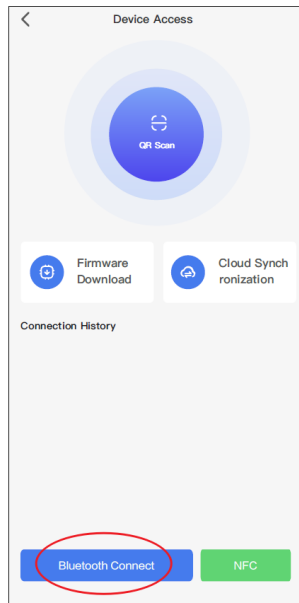 Device Access
QR Scan
Firmware
Download
Cloud Synch
ronization
Connection History
Bluetooth Connect
NFC